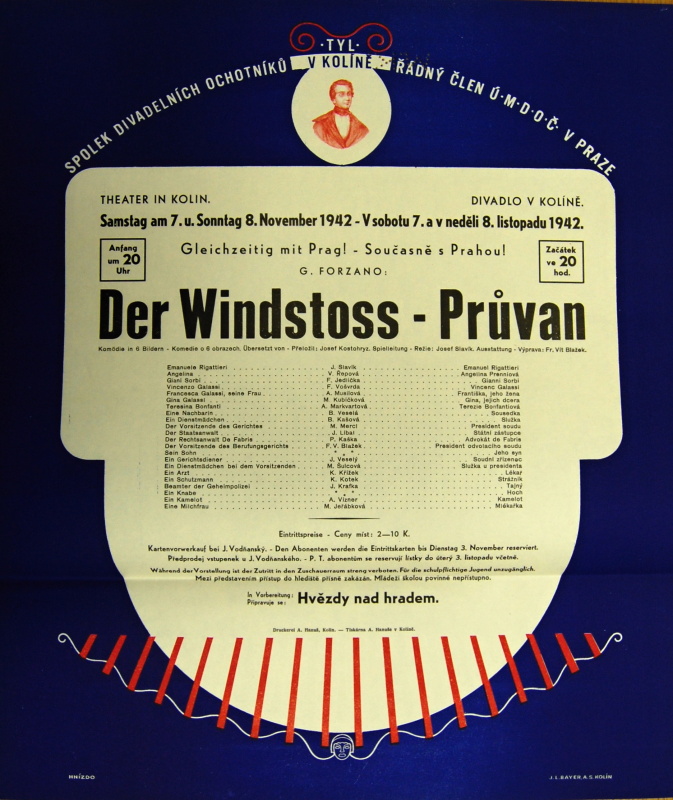 ·TYL·
V KOLÍNĚ
SPOLEK DIVADELNÍCH OCHOTNÍKŮ
ŘÁDNÝ ČLEN Ú·M·D·O·Č· V PRAZE
THEATER IN KOLIN. DIVADLO V KOLÍNĚ.
Samstag am 7. u. Sonntag 8. November 1942 - V sobotu 7. a v neděli 8. listopadu 1942.
Anfang um 20 Uhr
Gleichzeitig mit Prag! - Současně s Prahou!
Začátek ve 20 hod.
G. FORZANO:
Der Windstoss - Průvan
Komödie in 6 Bildern - Komedie o 6 obrazech. Übersetzt von - Přeložil: Josef Kostohryz. Spielleitung - Režie: Josef Slavík. Ausstattung - Výprava: Fr. Vít Blažek.
Emanuele Rigattieri J. Slavík Emanuel Rigattieri
Angelina V. Řepová Angelina Prenniová
Giani Sorbi F. Jedlička Gianni Sorbi
Vincenzo Galassi F. Vošvrda Vincenc Galassi
Francesca Galassi, seine Frau A. Musilová Františka, jeho žena
Gina Galassi M. Kubíčková Gina, jejich dcera
Teresina Bonfanti A. Markvartová Terezie Bonfantiová
Eine Nachbarin B. Veselá Sousedka
Ein Dienstmädchen B. Kašová Služka
Der Vorsitzende des Gerichtes M. Mercl President soudu
Der Staatsanwalt J. Líbal Státní zástupce
Der Rechtsanwalt De Fabris P. Kaška Advokát de Fabris
Der Vorsitzende des Berufungsgerichts F. V. Blažek President odvolacího soudu
Sein Sohn * * * Jeho syn
Ein Gerichtsdiener J. Veselý Soudní zřízenec
Ein Dienstmädchen bei dem Vorsitzenden M. Šulcová Služka u presidenta
Ein Arzt K. Křížek Lékař
Ein Schutzmann K. Kotek Strážník
Beamter der Geheimpolizei J. Krafka Tajný
Ein Knabe * * * Hoch
Ein Kamelot A. Vizner Kamelot
Eine Milchfrau M. Jeřábková Mlékařka
Eintrittspreise - Ceny míst: 2—10 K.
Kartenvorwerkauf bei J. Vodňanský. - Den Abonenten werden die Eintrittskarten bis Dienstag 3. November reserviert.
Předprodej vstupenek u J. Vodňanského. - P. T. abonentům se reservují lístky do úterý 3. listopadu včetně.
Während der Vorstellung ist der Zutritt in den Zuschauerraum streng verboten. Für die schulpflichtige Jugend unzugänglich.
Mezi představením přístup do hlediště přísně zakázán. Mládeži školou povinné nepřístupno.
In Vorbereitung:
Připravuje se: Hvězdy nad hradem.
Druckerei A. Hanuš, Kolin. — Tiskárna A. Hanuše v Kolíně.
HNÍZDO J. L. BAYER, A. S. KOLÍN